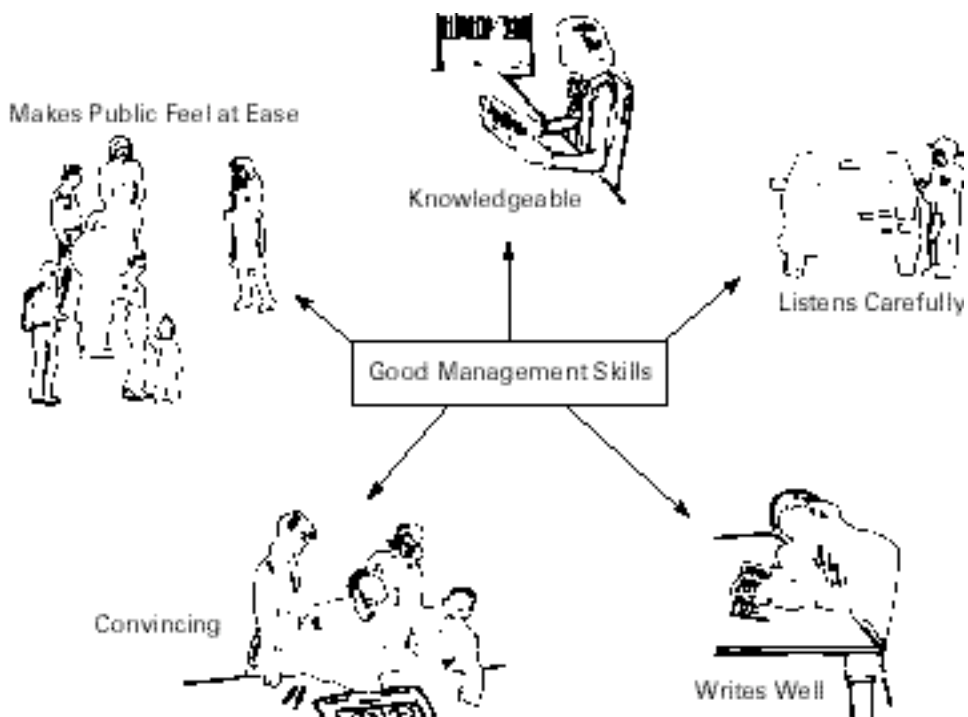 Makes Public Feel at Ease
Knowledgeable
Listens Carefully
Good Management Skills
Convincing
Writes Well